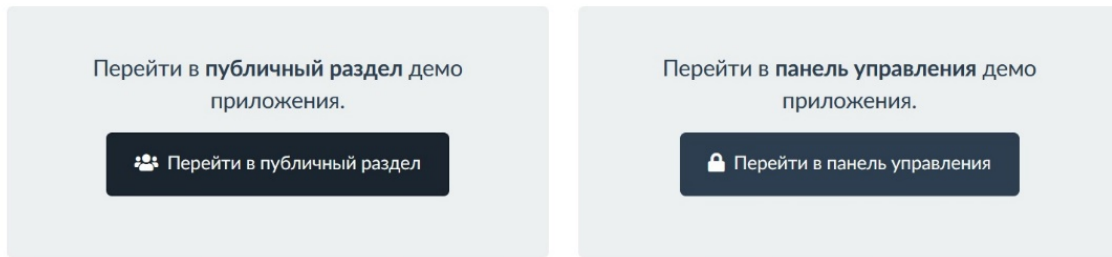 Перейти в публичный раздел демо
приложения.
Перейти в публичный раздел
Перейти в панель управления демо
приложения.
Перейти в панель управления